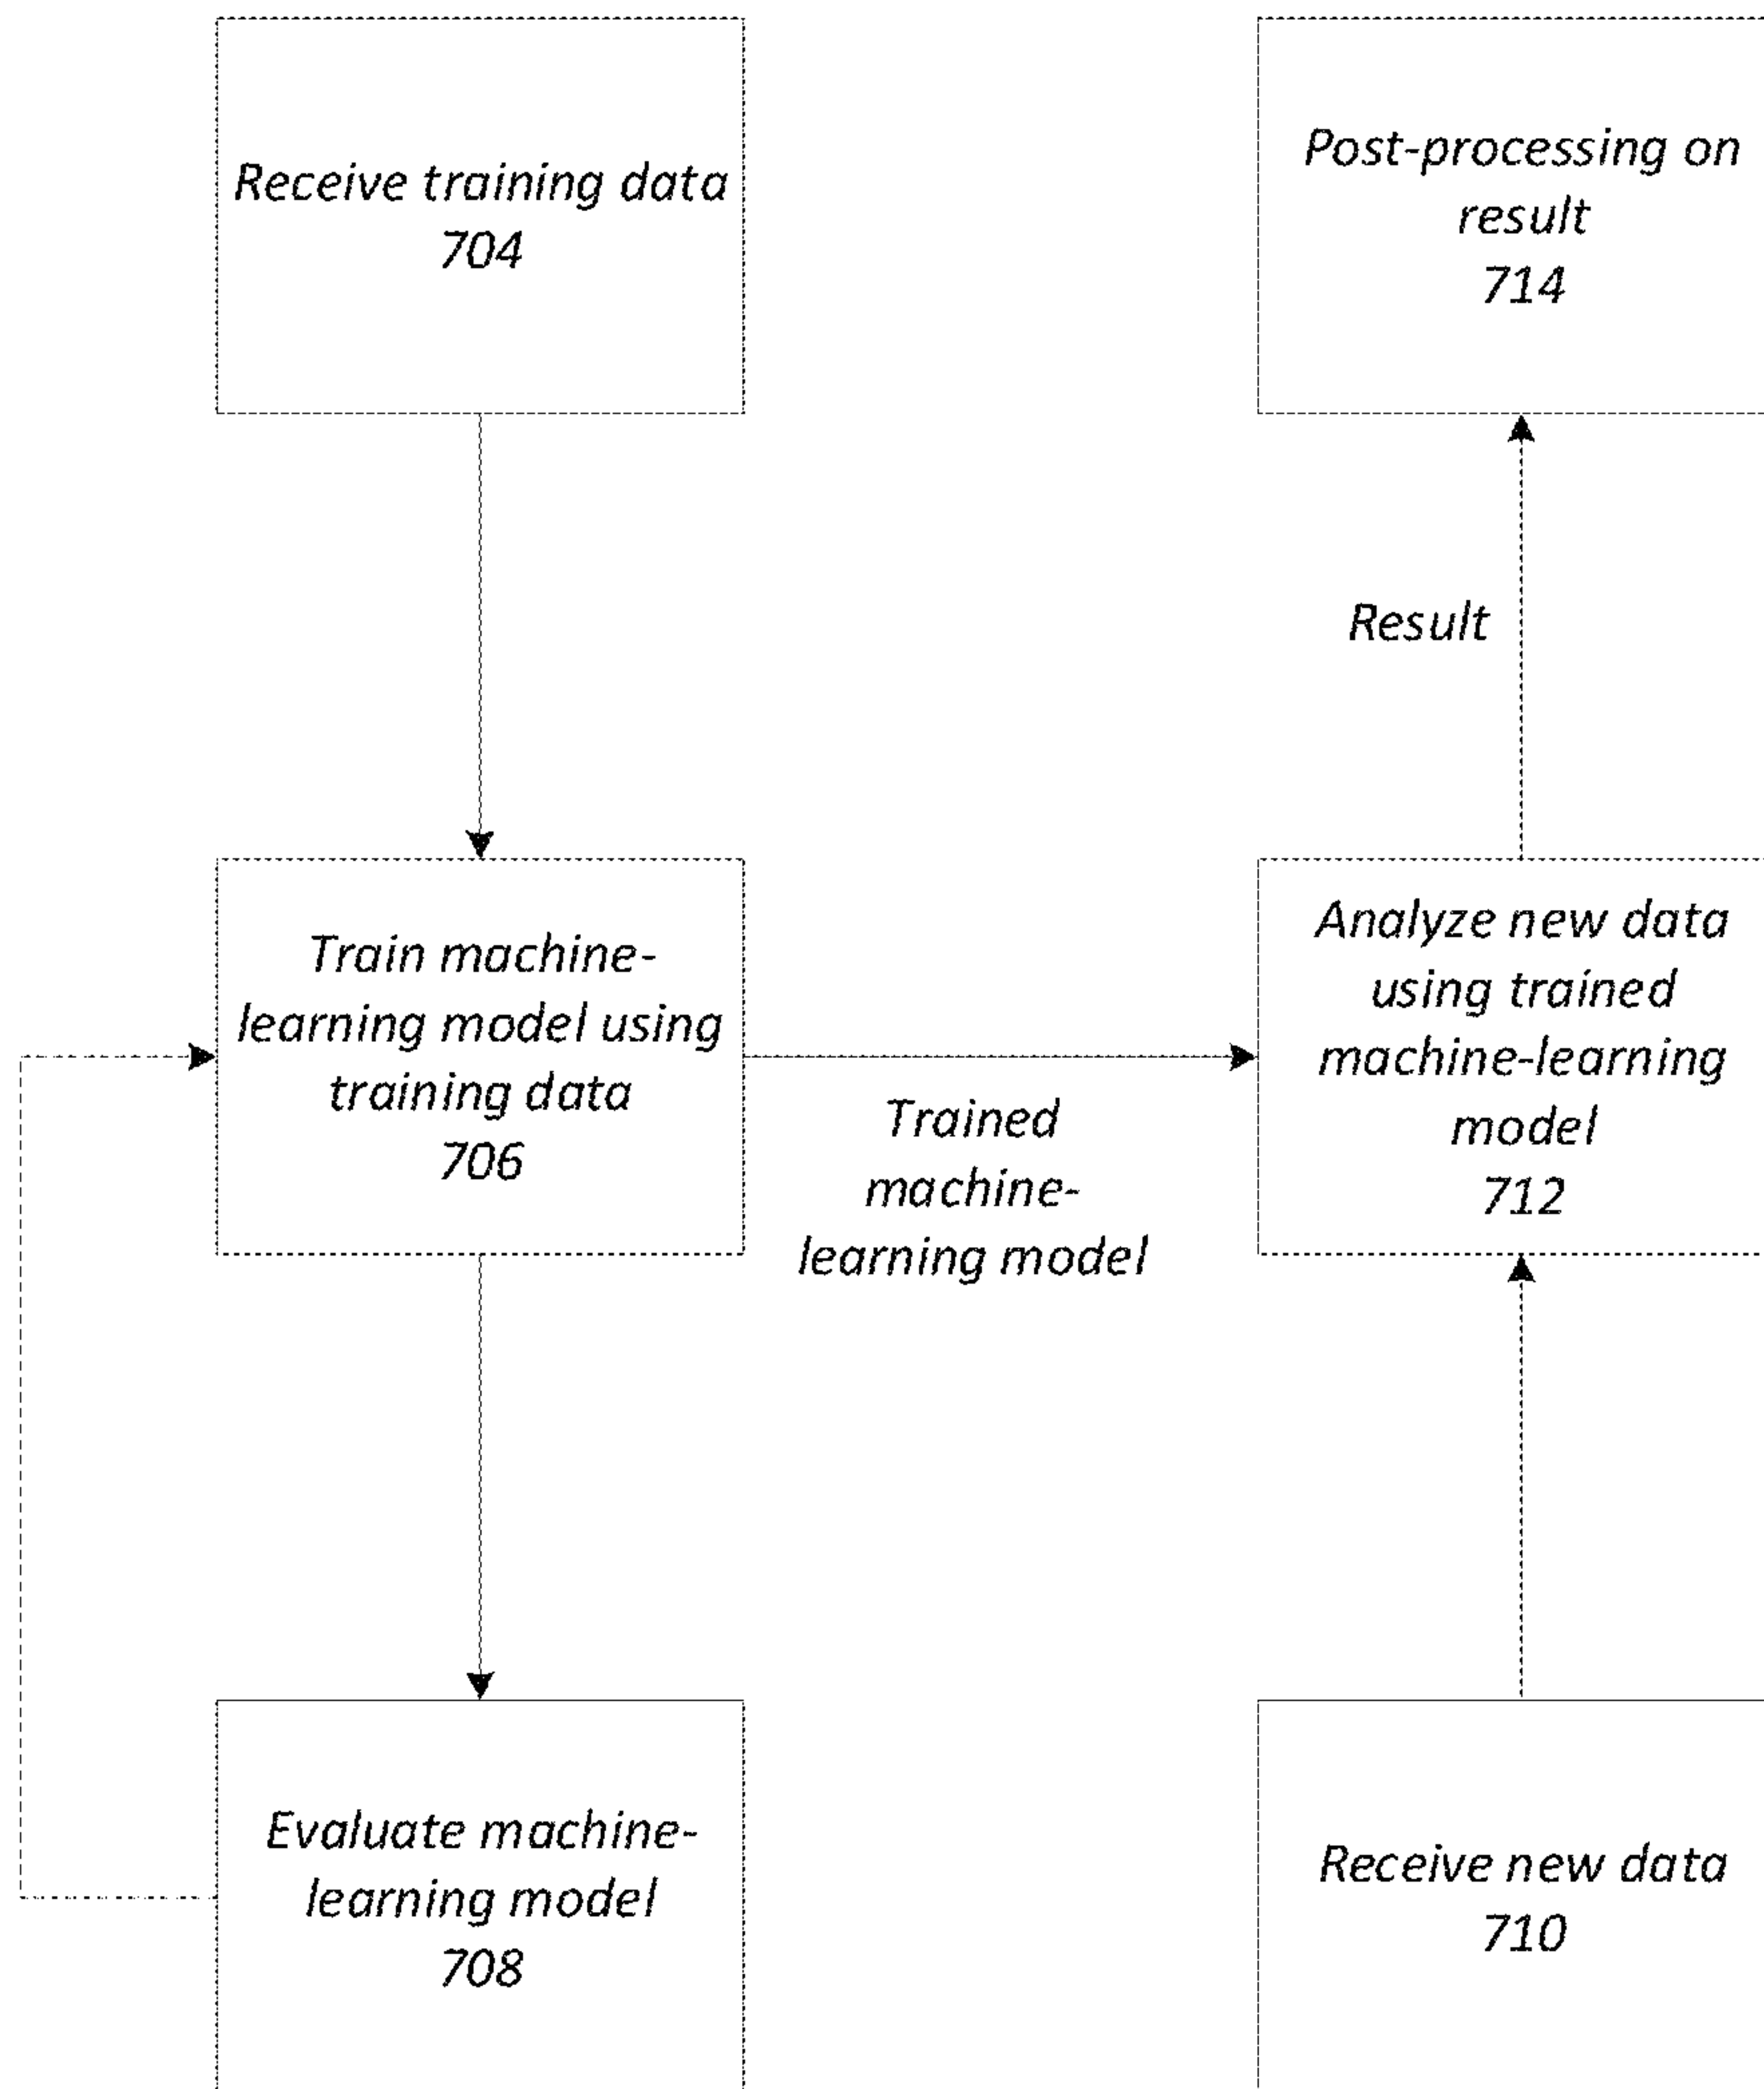 Receive training data
704
Train machine-
learning model using
training data
706
Evaluate machine-
learning model
708
Trained
machine-
learning model
Post-processing on
result
714
Result
Analyze new data
using trained
machine-learning
model
712
Receive new data
710